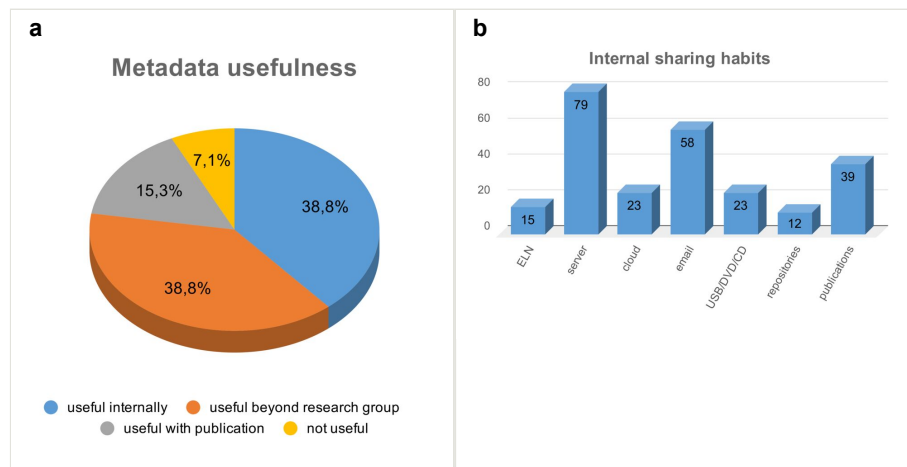 a
Metadata usefulness
7,1%
15,3%
38,8%
38,8%
useful internally useful beyond research group
useful with publication not useful
b
Internal sharing habits
80
60
40
20
0
15
79
23
58
23
12
39
ELN
server
cloud
email
USB/DVD/CD
repositories
publications